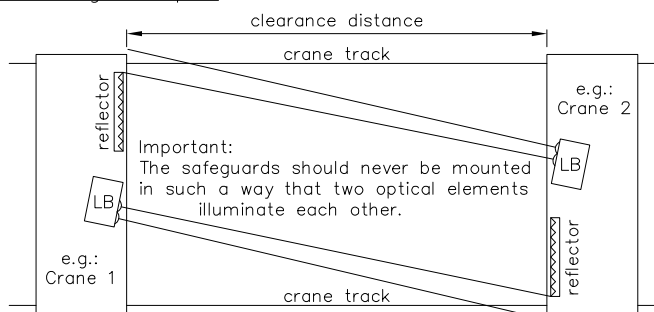 clearance distance
crane track
reflector
e.g.:
Crane 2
LB
Important:
The safeguards should never be mounted
in such a way that two optical elements
illuminate each other.
LB
reflector
e.g.:
Crane 1
crane track